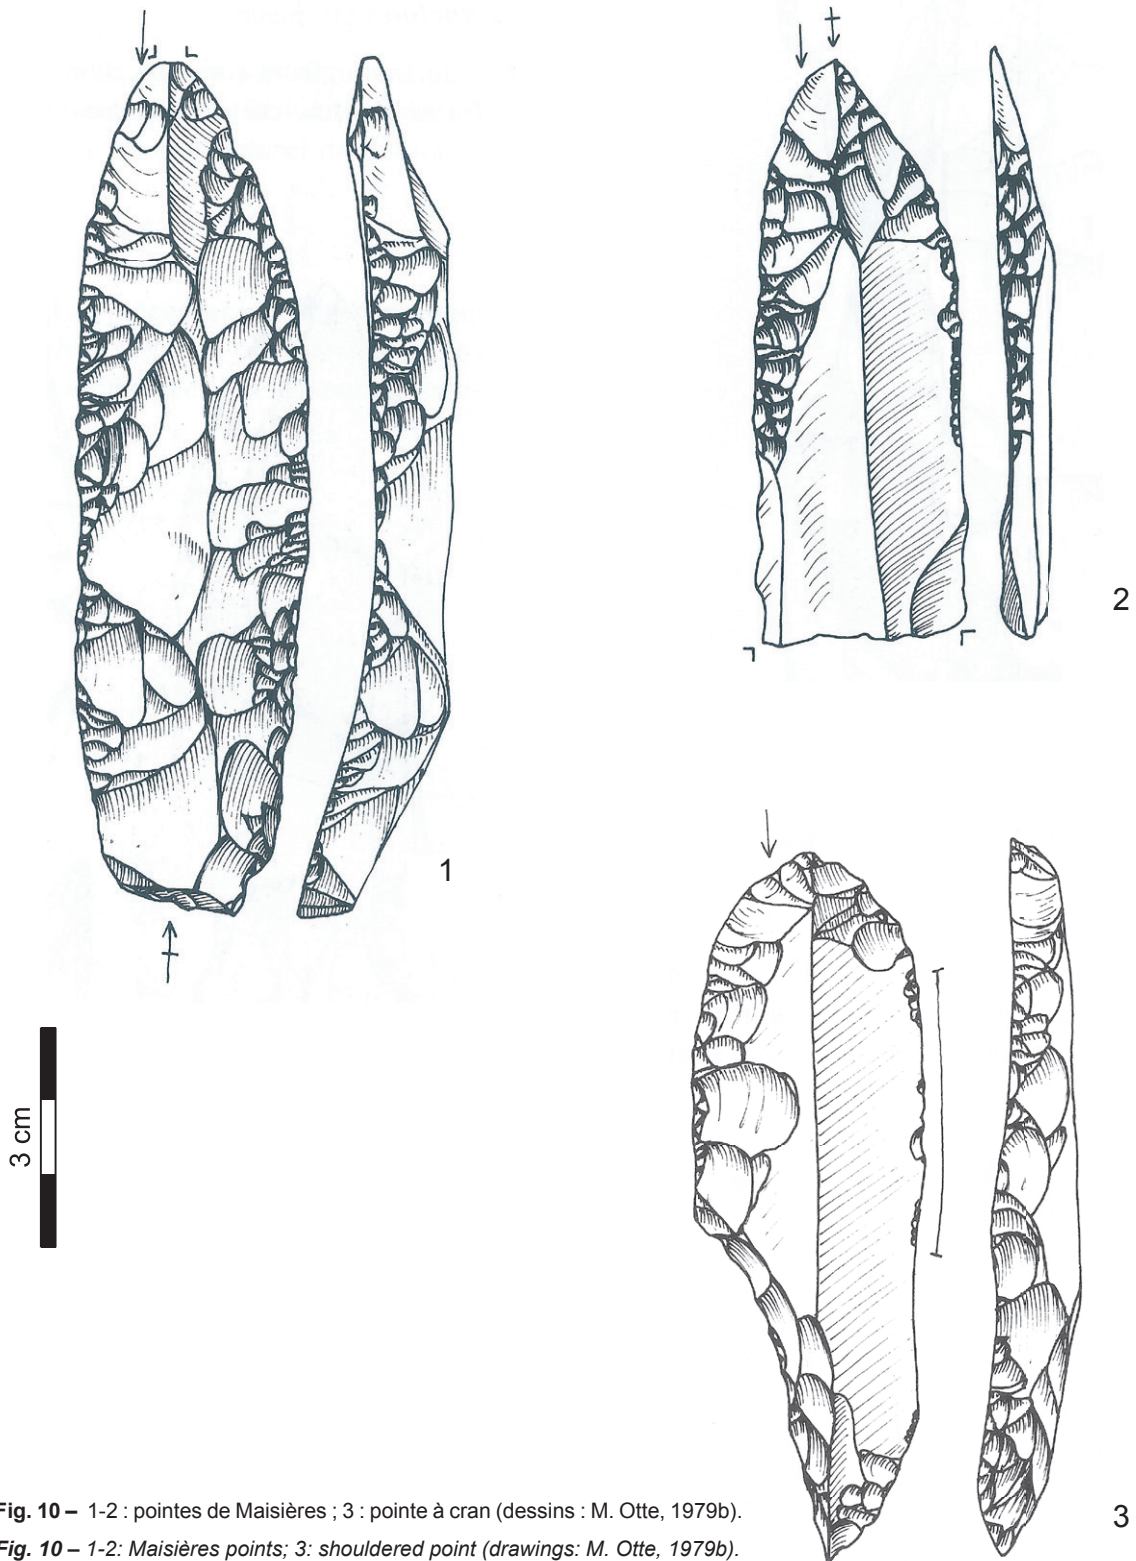 1
2
3 cm
3
Fig. 10 – 1-2 : pointes de Maisières ; 3 : pointe à cran (dessins : M. Otte, 1979b).
Fig. 10 – 1-2: Maisières points; 3: shouldered point (drawings: M. Otte, 1979b).